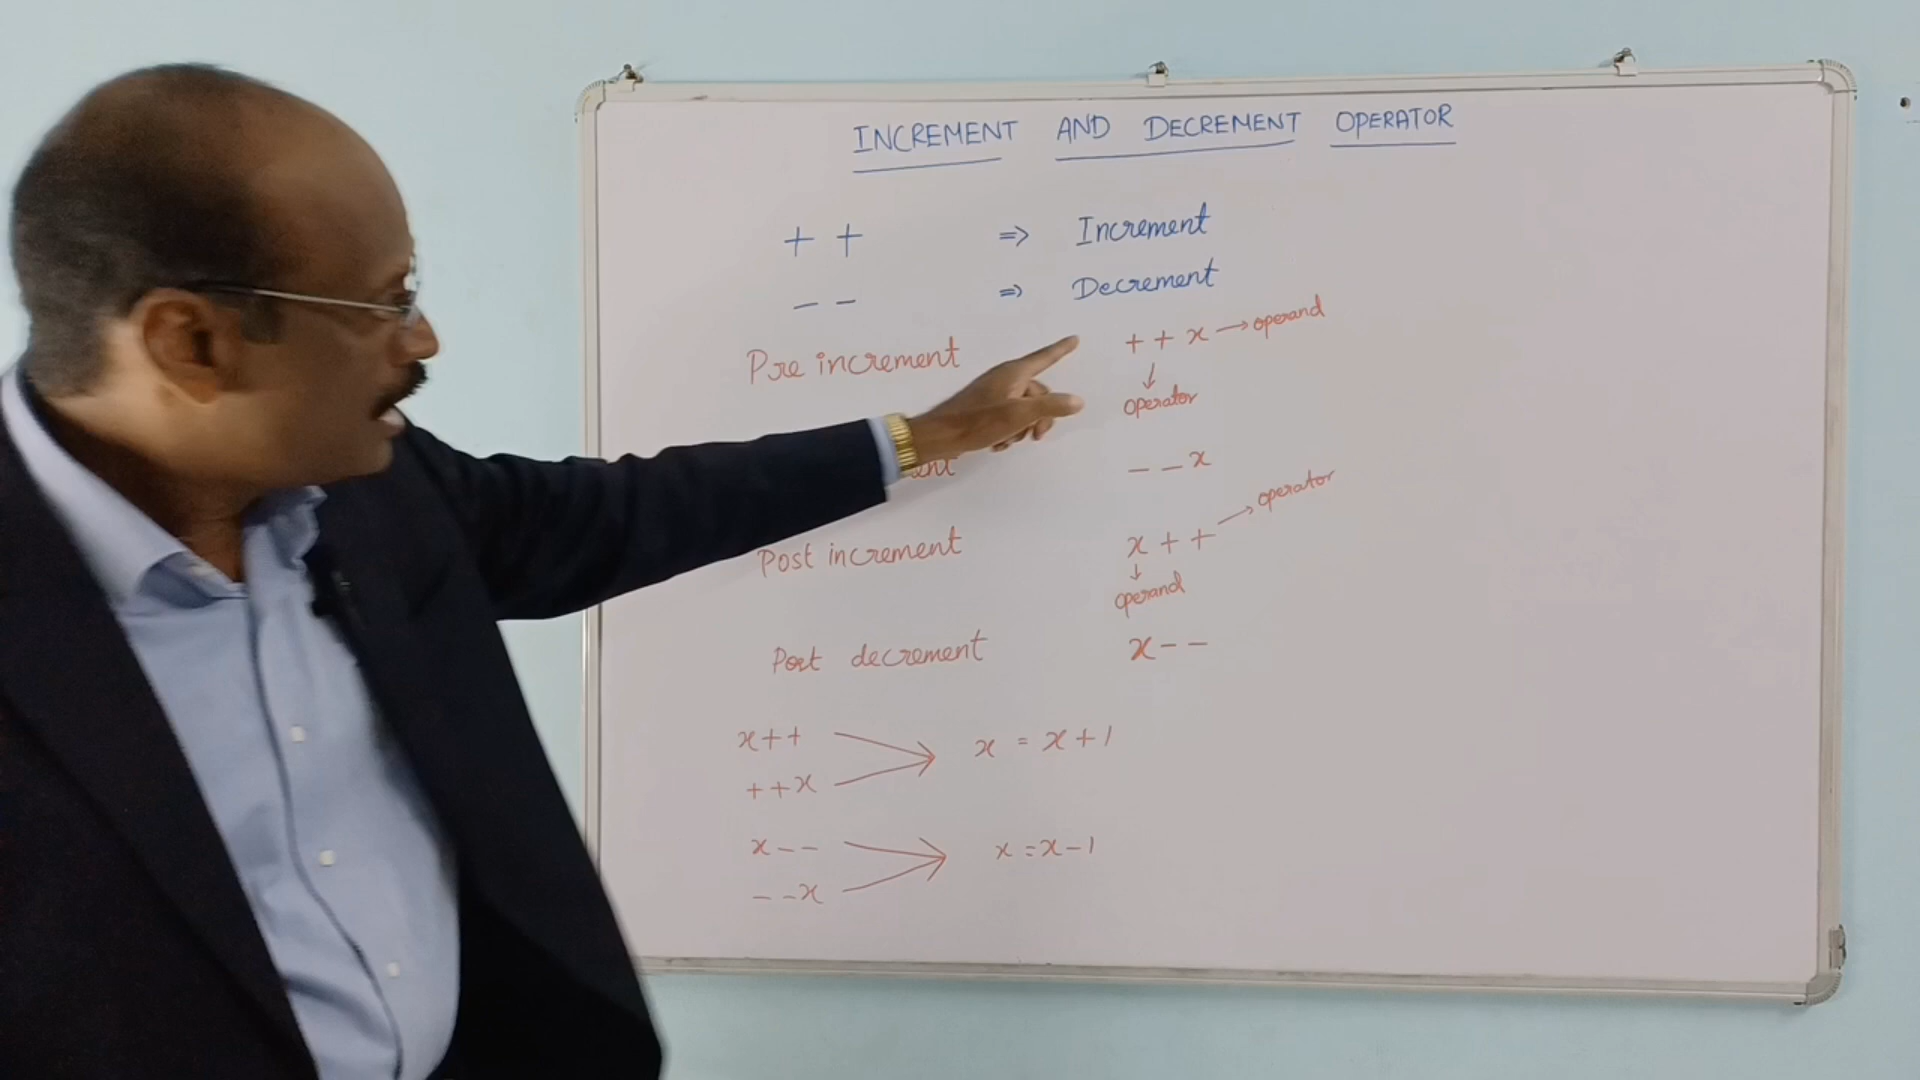 INCREMENT AND DECREMENT OPERATOR
++ => Increment
-- => Decrement
Pre increment ++x → operand
↓
operator
--x
Post increment x++ → operator
↓
operand
Post decrement x--
x++
++x
x = x+1
x--
--x
x=x-1